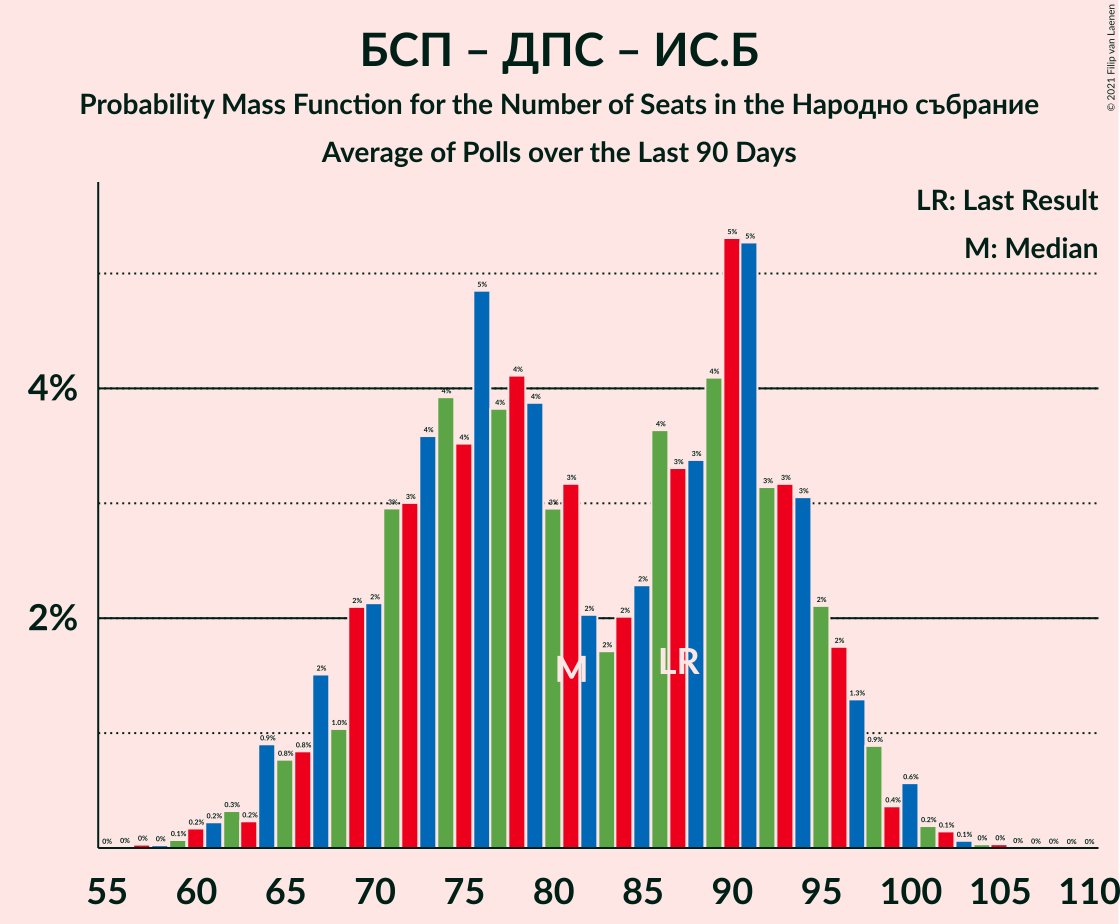 БСП – ДПС – ИС.Б
Probability Mass Function for the Number of Seats in the Народно събрание
Average of Polls over the Last 90 Days
© 2021 Filip van Laenen
LR: Last Result
M: Median
4%
2%
0% 0% 0% 0% 0.1% 0.2% 0.2% 0.3% 0.2% 0.9% 0.8% 0.8% 2% 1.0% 2% 2% 3% 3% 4% 4% 4% 5% 4% 4% 4% 3% 3% 2% 2% 2% 2% 4% 3% 3% 4% 5% 5% 3% 3% 3% 2% 2% 1.3% 0.9% 0.4% 0.6% 0.2% 0.1% 0.1% 0% 0% 0% 0% 0% 0% 0%
M LR
55 60 65 70 75 80 85 90 95 100 105 110